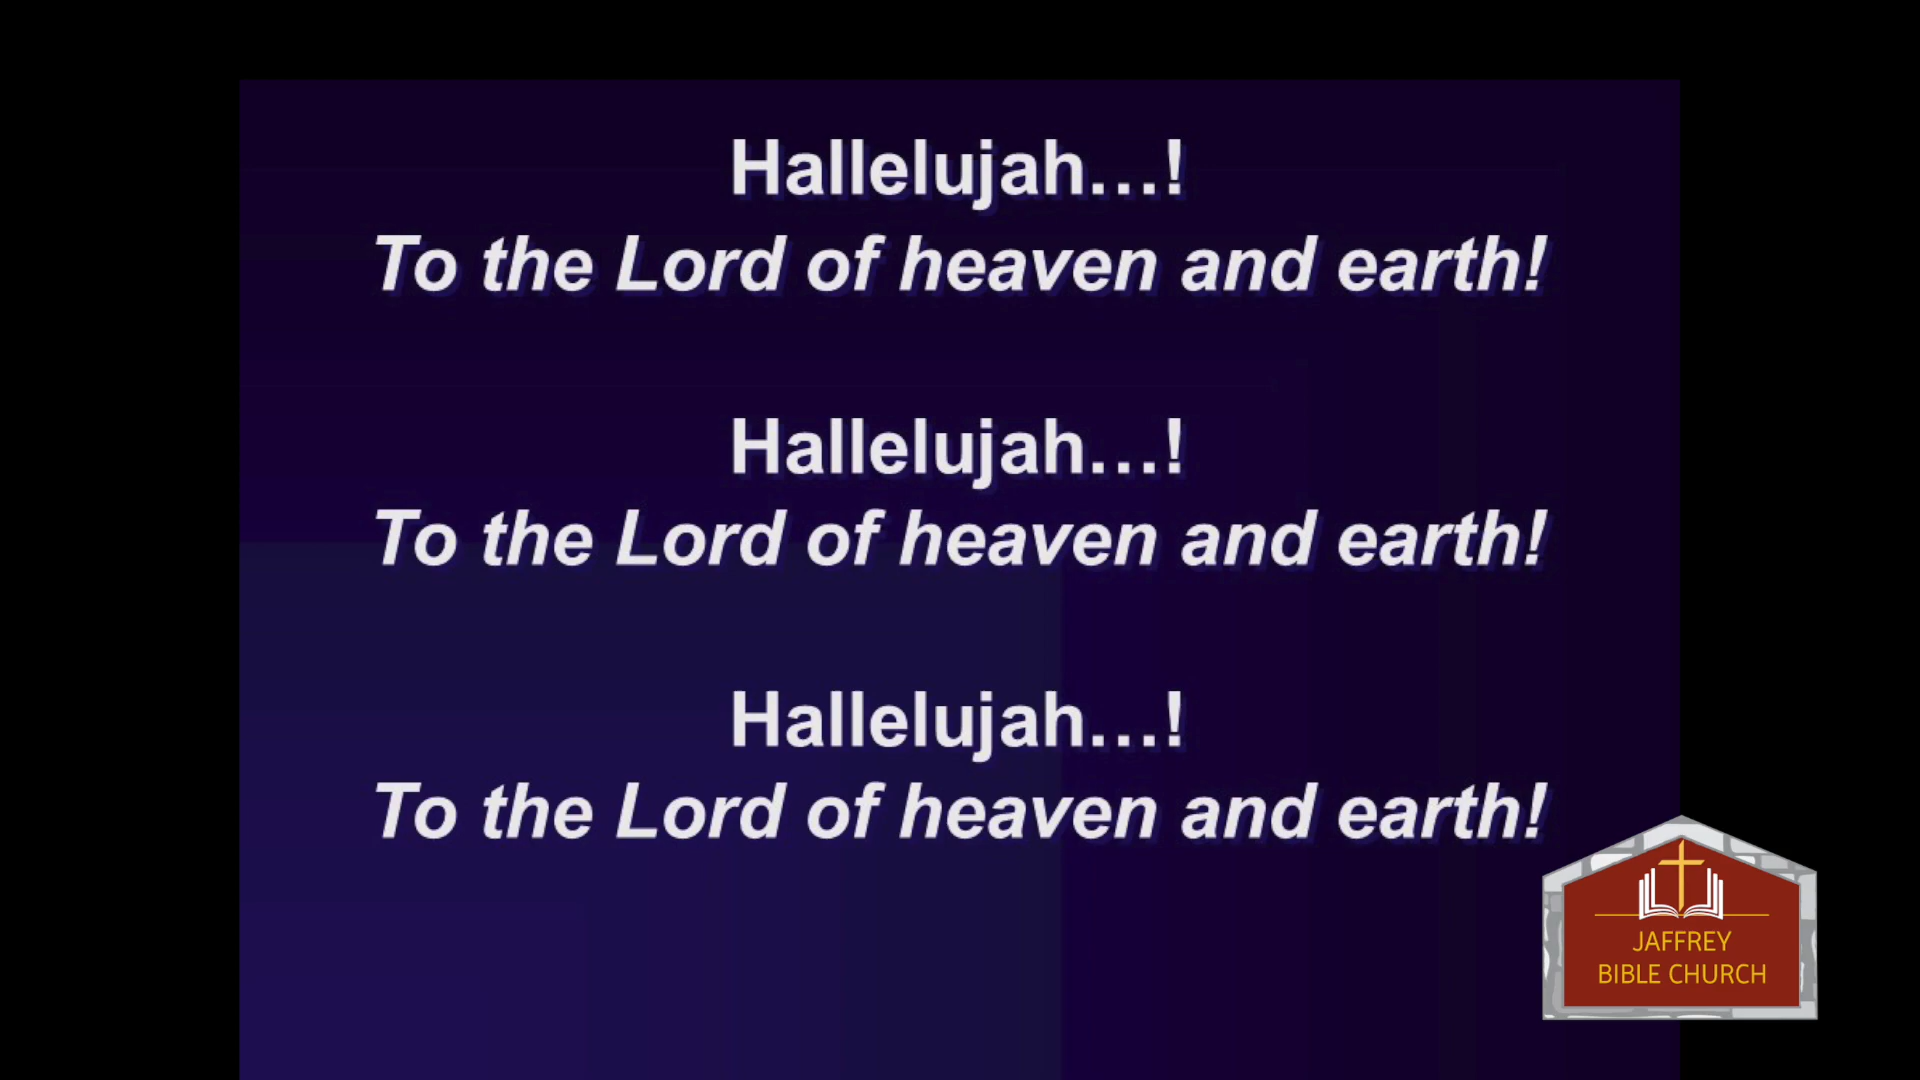 Hallelujah...!
To the Lord of heaven and earth!
Hallelujah...!
To the Lord of heaven and earth!
Hallelujah...!
To the Lord of heaven and earth!
JAFFREY
BIBLE CHURCH